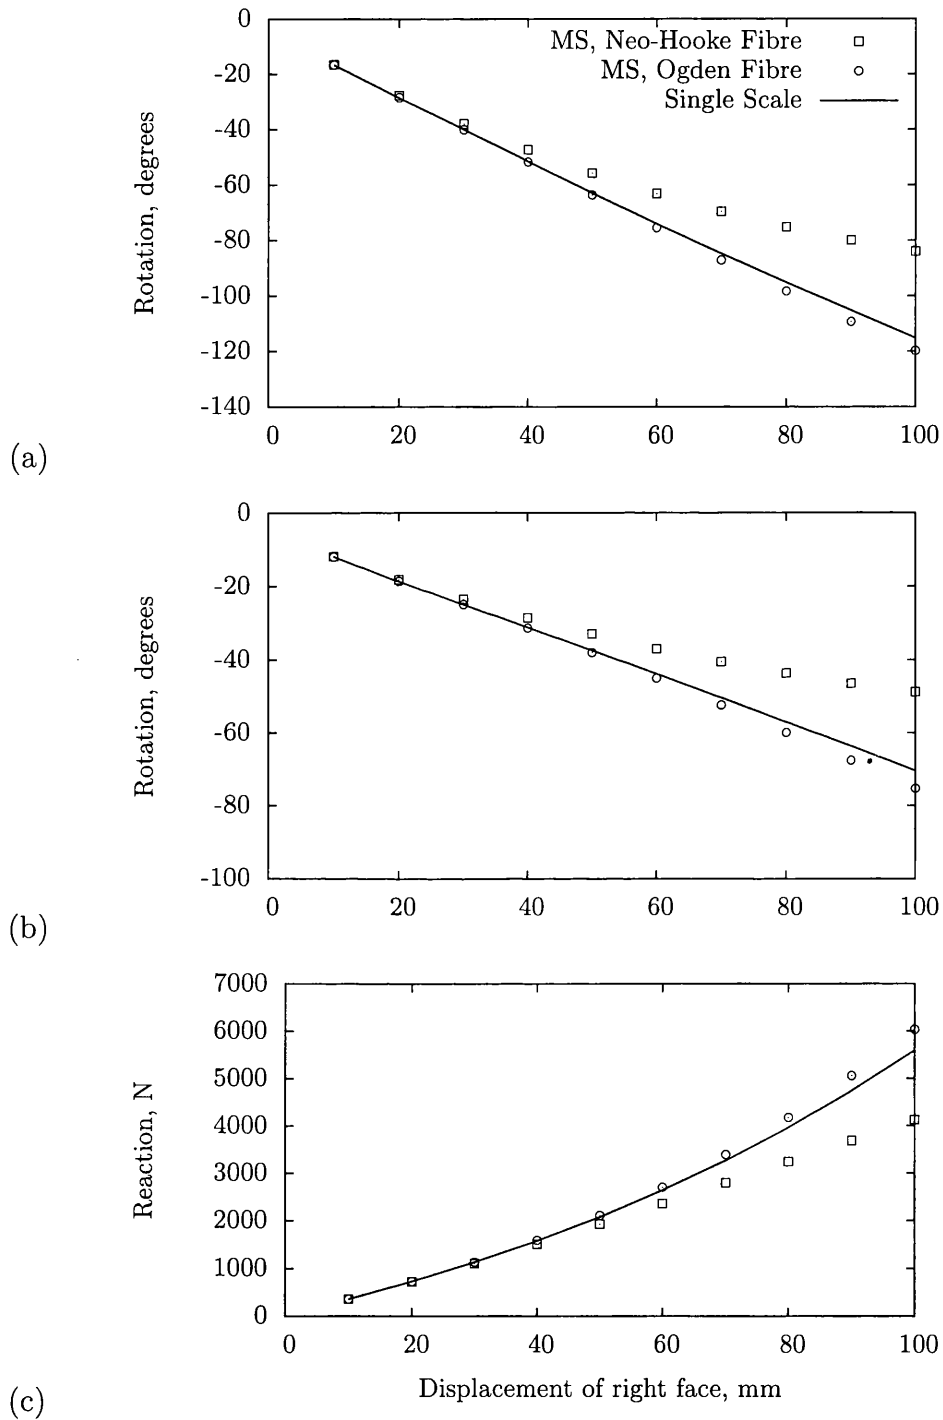 0
-20
-40
-60
-80
-100
-120
-140
Rotation, degrees
MS, Neo-Hooke Fibre
MS, Ogden Fibre
Single Scale
0 20 40 60 80 100
(a)
0
-20
-40
-60
-80
-100
Rotation, degrees
0 20 40 60 80 100
(b)
7000
6000
5000
4000
3000
2000
1000
0
Reaction, N
0 20 40 60 80 100
Displacement of right face, mm
(c)